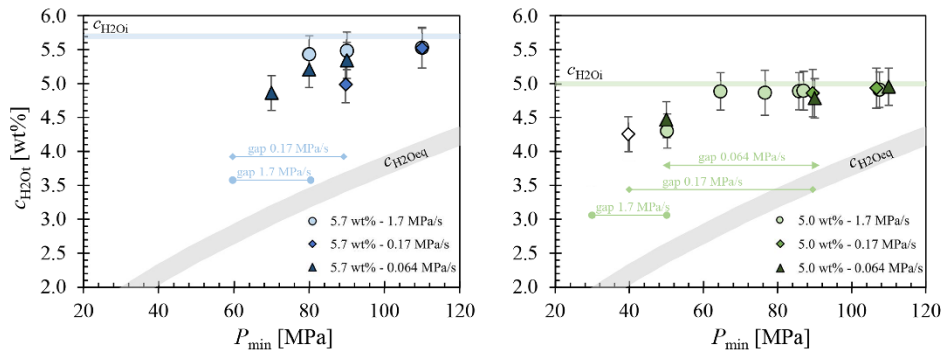 6.0
5.5
5.0
4.5
4.0
3.5
3.0
2.5
2.0
cH2Ot [wt%]
cH2Oi
cH2Oeq
gap 0.17 MPa/s
gap 1.7 MPa/s
5.7 wt% - 1.7 MPa/s
5.7 wt% - 0.17 MPa/s
5.7 wt% - 0.064 MPa/s
20 40 60 80 100 120
Pmin [MPa]
6.0
5.5
5.0
4.5
4.0
3.5
3.0
2.5
2.0
cH2Oi
cH2Oeq
gap 0.064 MPa/s
gap 0.17 MPa/s
gap 1.7 MPa/s
5.0 wt% - 1.7 MPa/s
5.0 wt% - 0.17 MPa/s
5.0 wt% - 0.064 MPa/s
20 40 60 80 100 120
Pmin [MPa]